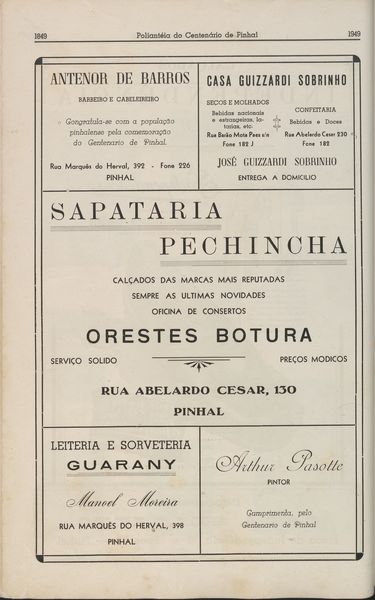 1849
Poliantéia do Centenário de Pinhal
1949
ANTENOR DE BARROS
BARBEIRO E CABELEIREIRO
Gongratula-se com a população
pinhalense pela comemoração
do Centenario de Pinhal.
Rua Marquês do Herval, 392 - Fone 226
PINHAL
CASA GUIZZARDI SOBRINHO
SECOS E MOLHADOS
Bebidas nacionais
e estrangeiras, la-
tarias, etc.
Rua Barão Mota Paes s/n
Fone 182 J
CONFEITARIA
Bebidas e Doces
Rua Abelardo Cesar 230
Fone 182
JOSÉ GUIZZARDI SOBRINHO
ENTREGA A DOMICILIO
SAPATARIA
PECHINCHA
CALÇADOS DAS MARCAS MAIS REPUTADAS
SEMPRE AS ULTIMAS NOVIDADES
OFICINA DE CONSERTOS
ORESTES BOTURA
SERVIÇO SOLIDO
PREÇOS MODICOS
RUA ABELARDO CESAR, 130
PINHAL
LEITERIA E SORVETERIA
GUARANY
Manoel Moreira
RUA MARQUÊS DO HERVAL, 398
PINHAL
Arthur Pasotte
PINTOR
Gumprimenta, pelo
Gentenario de Pinhal